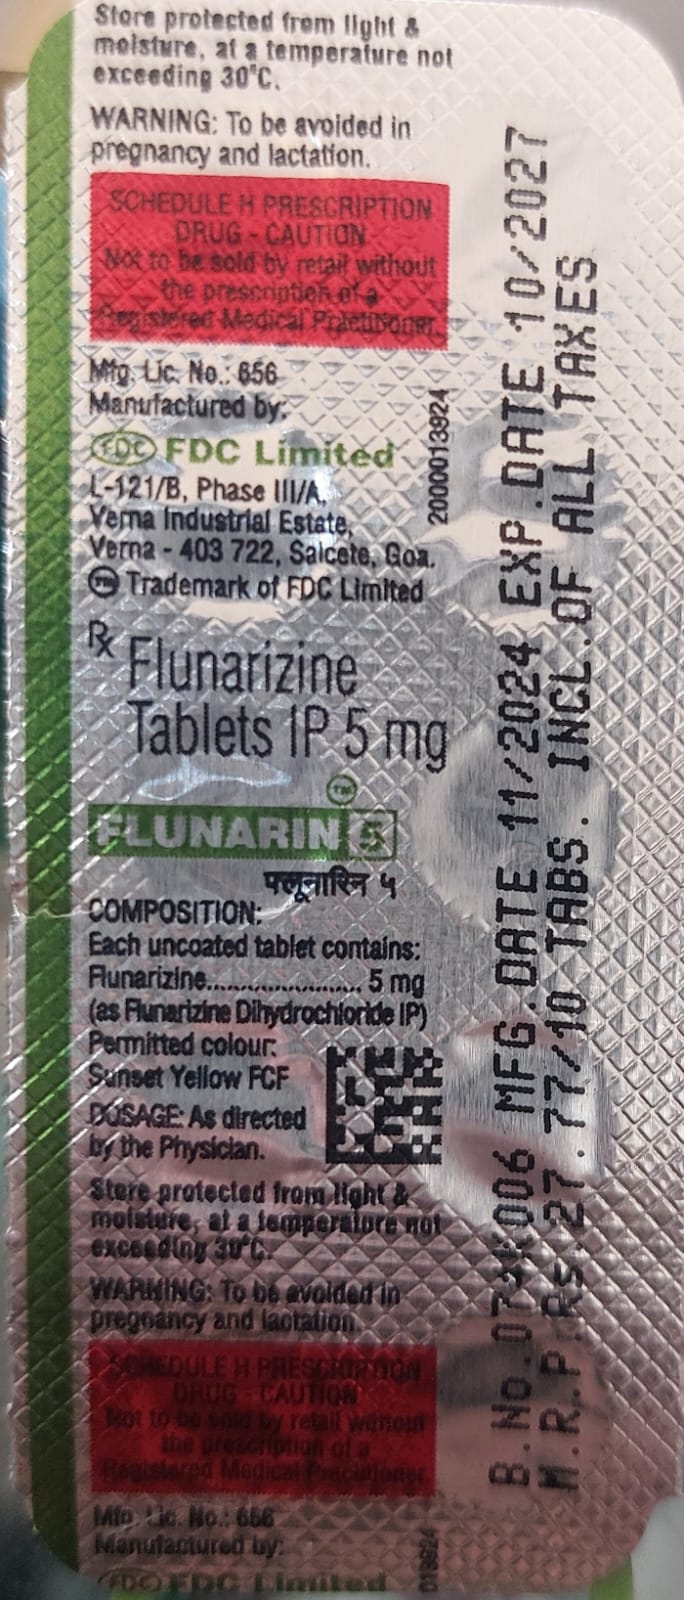 Store protected from light &
moisture, at a temperature not
exceeding 30°C.
WARNING: To be avoided in
pregnancy and lactation.
SCHEDULE H PRESCRIPTION
DRUG - CAUTION
Not to be sold by retail without
the prescription of a
Registered Medical Practitioner.
Mfg. Lic. No.: 656
Manufactured by:
FDC FDC Limited
L-121/B, Phase III/A,
Verna Industrial Estate,
Verna - 403 722, Salcete, Goa.
TM Trademark of FDC Limited
2000013924
Rx Flunarizine
Tablets IP 5 mg
TM
FLUNARIN 5
फ्लूनारिन ५
COMPOSITION:
Each uncoated tablet contains:
Flunarizine....................... 5 mg
(as Flunarizine Dihydrochloride IP)
Permitted colour:
Sunset Yellow FCF
DOSAGE: As directed
by the Physician.
Store protected from light &
moisture, at a temperature not
exceeding 30°C.
WARNING: To be avoided in
pregnancy and lactation.
SCHEDULE H PRESCRIPTION
DRUG - CAUTION
Not to be sold by retail without
the prescription of a
Registered Medical Practitioner.
Mfg. Lic. No.: 656
Manufactured by:
FDC FDC Limited
B.No.074K006 MFG.DATE 11/2024 EXP.DATE 10/2027
M.R.P.Rs.27.77/10 TABS. INCL.OF ALL TAXES